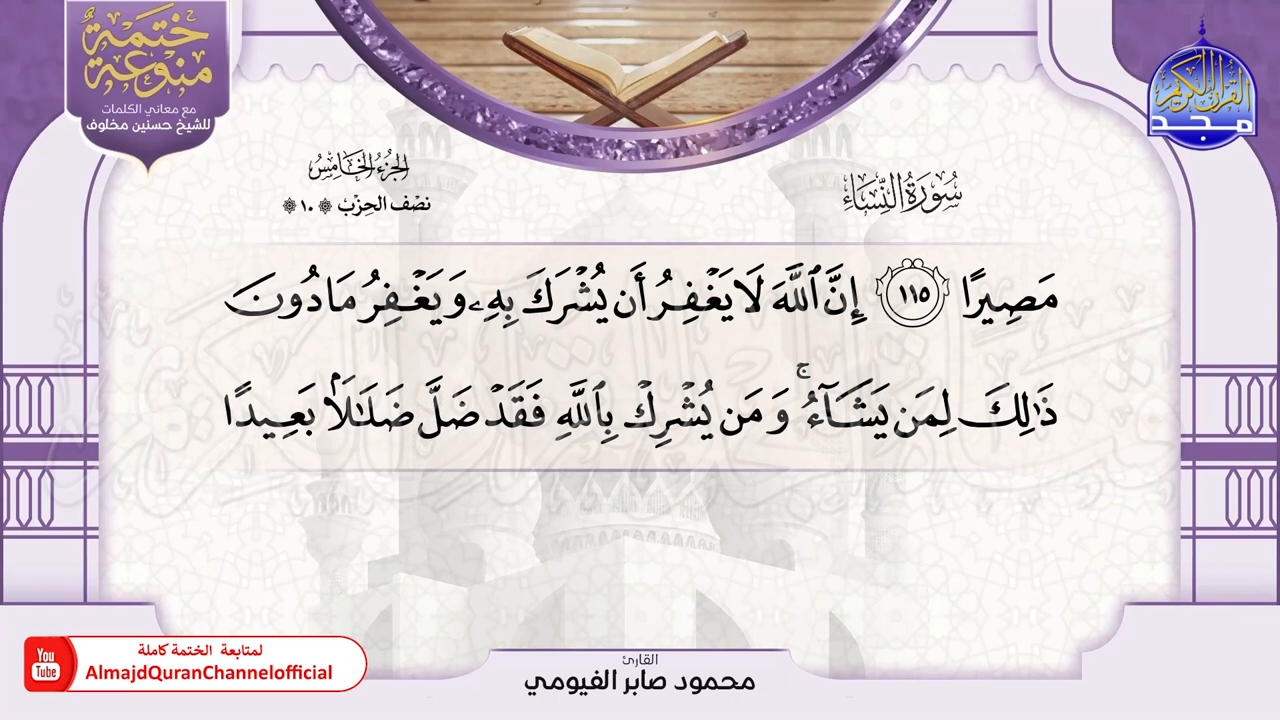 ختمة
منوعة
مع معاني الكلمات
للشيخ حسنين مخلوف
القرآن الكريم
مجد
الجزء الخامس
نصف الحزب ۞ ١٠ ۞
سورة النساء
مَصِيرًا ١١٥ إِنَّ ٱللَّهَ لَا يَغْفِرُ أَن يُشْرَكَ بِهِۦ وَيَغْفِرُ مَا دُونَ
ذَٰلِكَ لِمَن يَشَآءُ ۚ وَمَن يُشْرِكْ بِٱللَّهِ فَقَدْ ضَلَّ ضَلَٰلًۢا بَعِيدًا
You
Tube
لمتابعة الختمة كاملة
AlmajdQuranChannelofficial
القارئ
محمود صابر الفيومي